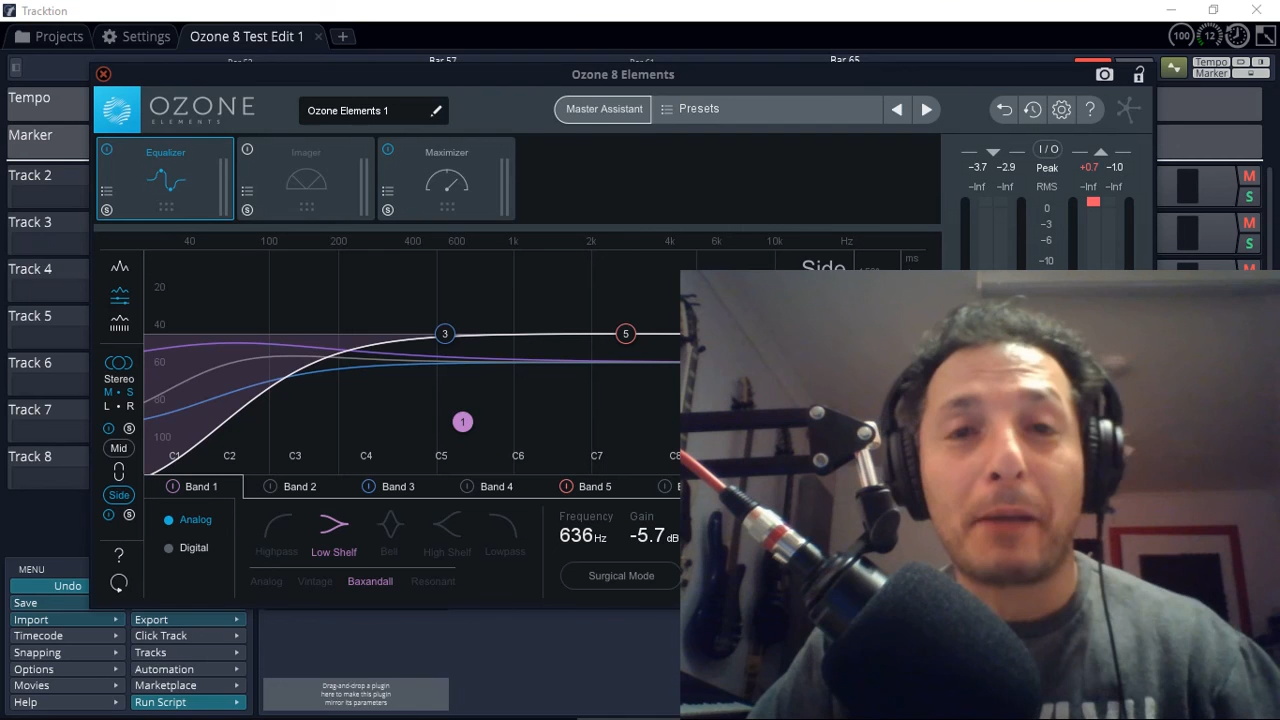 Tracktion
Projects
Settings
Ozone 8 Test Edit 1
100
12
Bar 57
Bar 65
Tempo
Marker
Ozone 8 Elements
Tempo
Marker
Track 2
Track 3
Track 4
Track 5
Track 6
Track 7
Track 8
OZONE
ELEMENTS
Ozone Elements 1
Master Assistant
Presets
?
Equalizer
Imager
Maximizer
S
S
S
I / O
-3.7 -2.9
Peak
+0.7 -1.0
-Inf -Inf
RMS
-Inf -Inf
0
-3
-6
-10
M
S
M
S
40 100 200 400 600 1k 2k 4k 6k 10k Hz
Side
ms
20
40
60
80
100
3
5
1
C1 C2 C3 C4 C5 C6 C7 C8
Stereo
M • S
L • R
S
Mid
Side
S
?
Band 1 Band 2 Band 3 Band 4 Band 5
Analog
Digital
Highpass Low Shelf Bell High Shelf Lowpass
Analog Vintage Baxandall Resonant
Frequency Gain
636 Hz -5.7 dB
Surgical Mode
MENU
Undo
Save
Import
Export
Timecode
Click Track
Snapping
Tracks
Options
Automation
Movies
Marketplace
Help
Run Script
Drag-and-drop a plugin
here to make this plugin
mirror its parameters